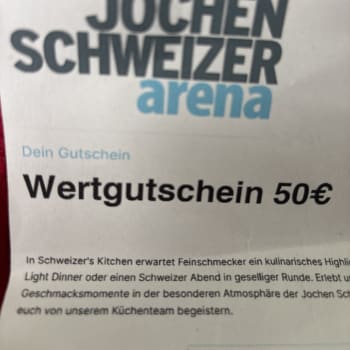 JOCHEN
SCHWEIZER
arena
Dein Gutschein
Wertgutschein 50€
In Schweizer's Kitchen erwartet Feinschmecker ein kulinarisches
Light Dinner oder einen Schweizer Abend in geselliger Runde. Erlebt
Geschmacksmomente in der besonderen Atmosphäre der Jochen
euch von unserem Küchenteam begeistern.